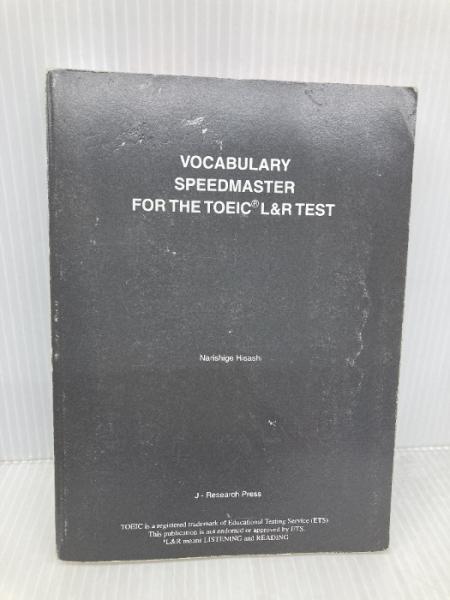 VOCABULARY
SPEEDMASTER
FOR THE TOEIC® L&R TEST
Narishige Hisashi
J - Research Press
TOEIC is a registered trademark of Educational Testing Service (ETS)
This publication is not endorsed or approved by ETS.
*L&R means LISTENING and READING